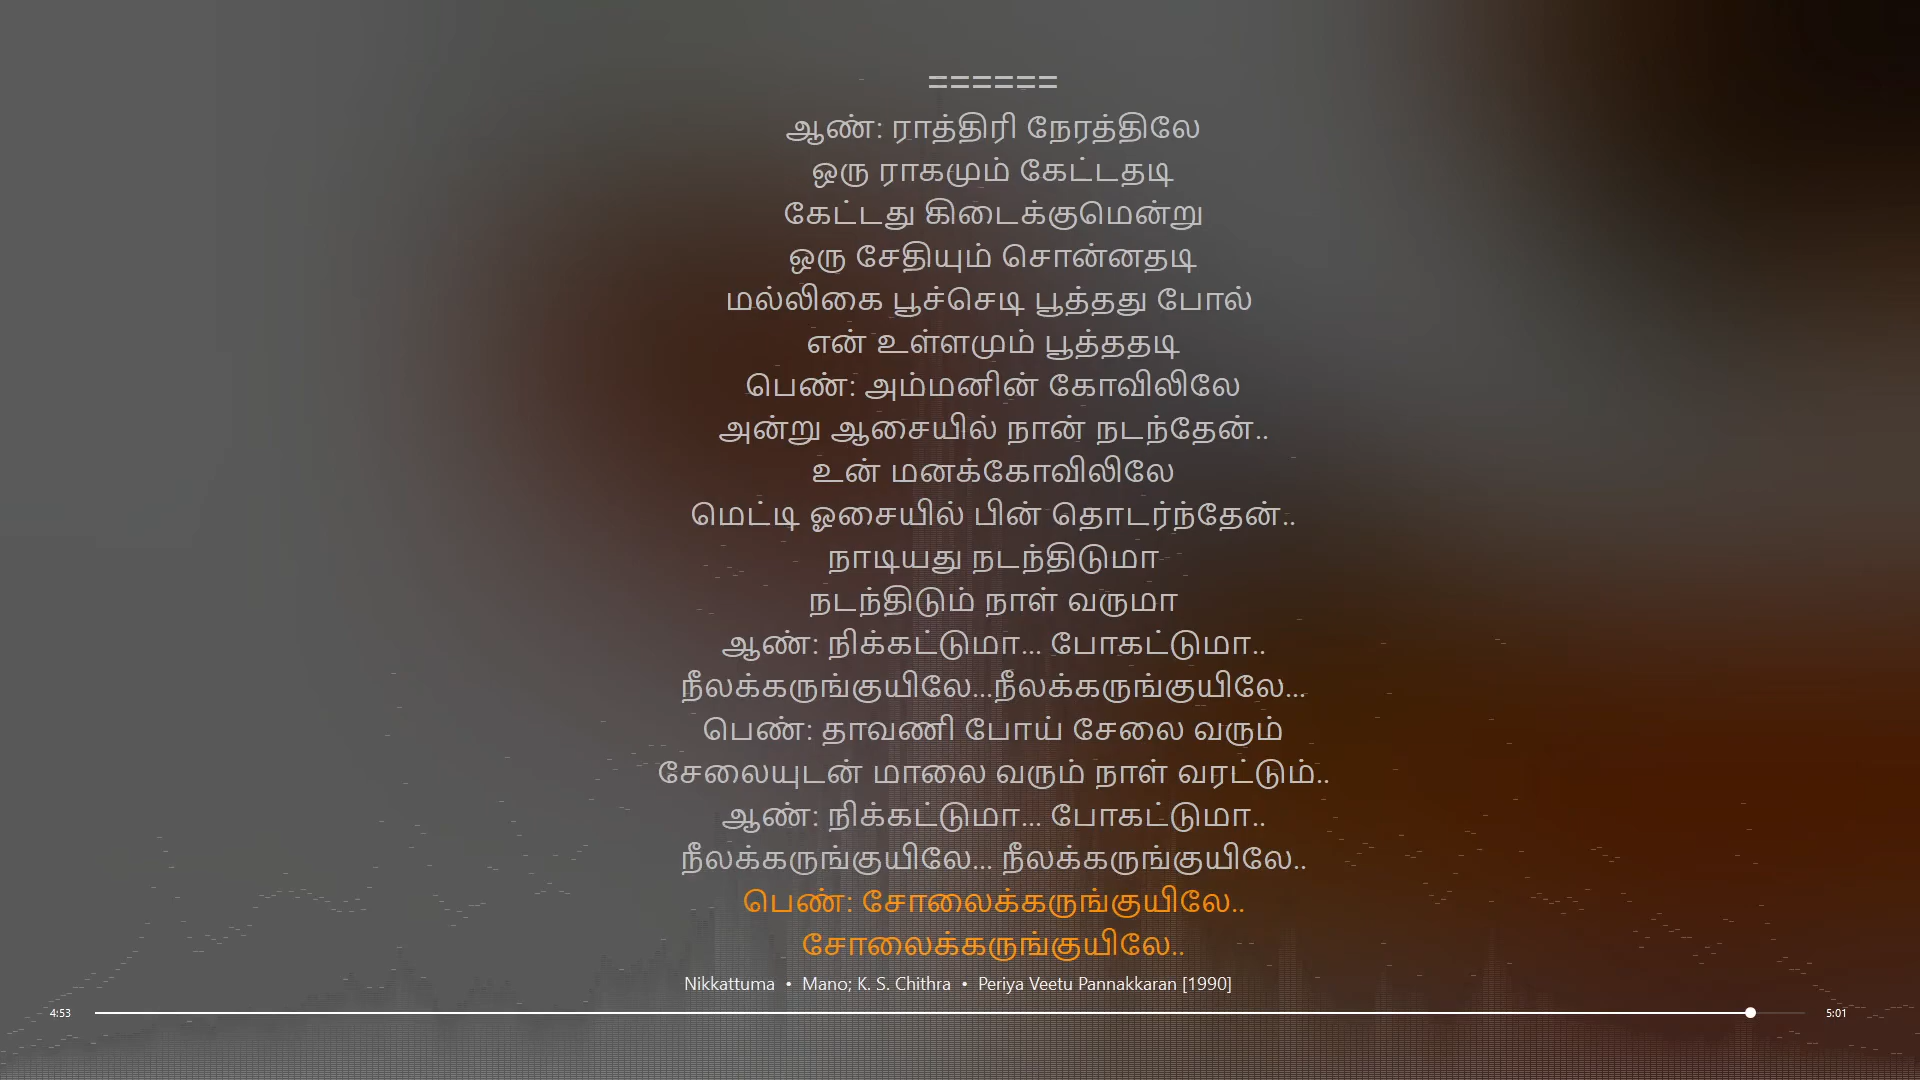 ======
ஆண்: ராத்திரி நேரத்திலே
ஒரு ராகமும் கேட்டதடி
கேட்டது கிடைக்குமென்று
ஒரு சேதியும் சொன்னதடி
மல்லிகை பூச்செடி பூத்தது போல்
என் உள்ளமும் பூத்ததடி
பெண்: அம்மனின் கோவிலிலே
அன்று ஆசையில் நான் நடந்தேன்..
உன் மனக்கோவிலிலே
மெட்டி ஓசையில் பின் தொடர்ந்தேன்..
நாடியது நடந்திடுமா
நடந்திடும் நாள் வருமா
ஆண்: நிக்கட்டுமா... போகட்டுமா..
நீலக்கருங்குயிலே...நீலக்கருங்குயிலே...
பெண்: தாவணி போய் சேலை வரும்
சேலையுடன் மாலை வரும் நாள் வரட்டும்..
ஆண்: நிக்கட்டுமா... போகட்டுமா..
நீலக்கருங்குயிலே... நீலக்கருங்குயிலே..
பெண்: சோலைக்கருங்குயிலே..
சோலைக்கருங்குயிலே..
Nikkattuma • Mano; K. S. Chithra • Periya Veetu Pannakkaran [1990]
4:53 5:01